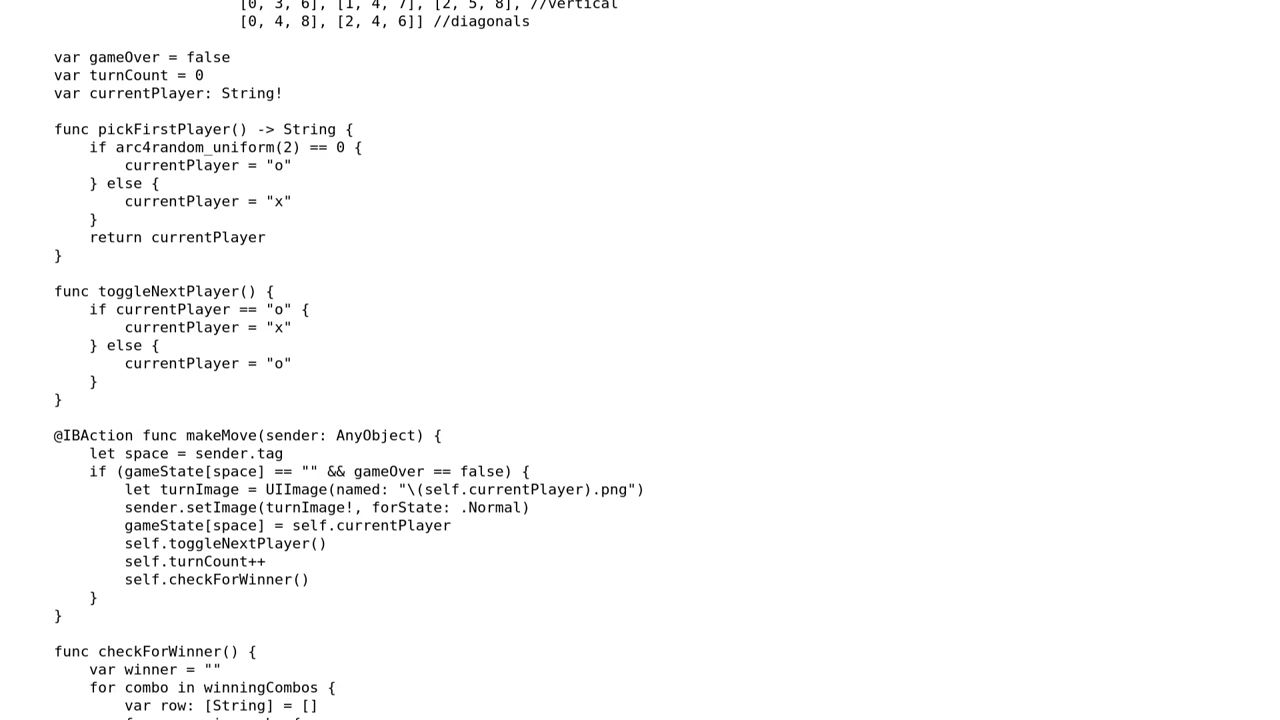 [0, 3, 6], [1, 4, 7], [2, 5, 8], //vertical
[0, 4, 8], [2, 4, 6]] //diagonals
var gameOver = false
var turnCount = 0
var currentPlayer: String!
func pickFirstPlayer() -> String {
if arc4random_uniform(2) == 0 {
currentPlayer = "o"
} else {
currentPlayer = "x"
}
return currentPlayer
}
func toggleNextPlayer() {
if currentPlayer == "o" {
currentPlayer = "x"
} else {
currentPlayer = "o"
}
}
@IBAction func makeMove(sender: AnyObject) {
let space = sender.tag
if (gameState[space] == "" && gameOver == false) {
let turnImage = UIImage(named: "\(self.currentPlayer).png")
sender.setImage(turnImage!, forState: .Normal)
gameState[space] = self.currentPlayer
self.toggleNextPlayer()
self.turnCount++
self.checkForWinner()
}
}
func checkForWinner() {
var winner = ""
for combo in winningCombos {
var row: [String] = []